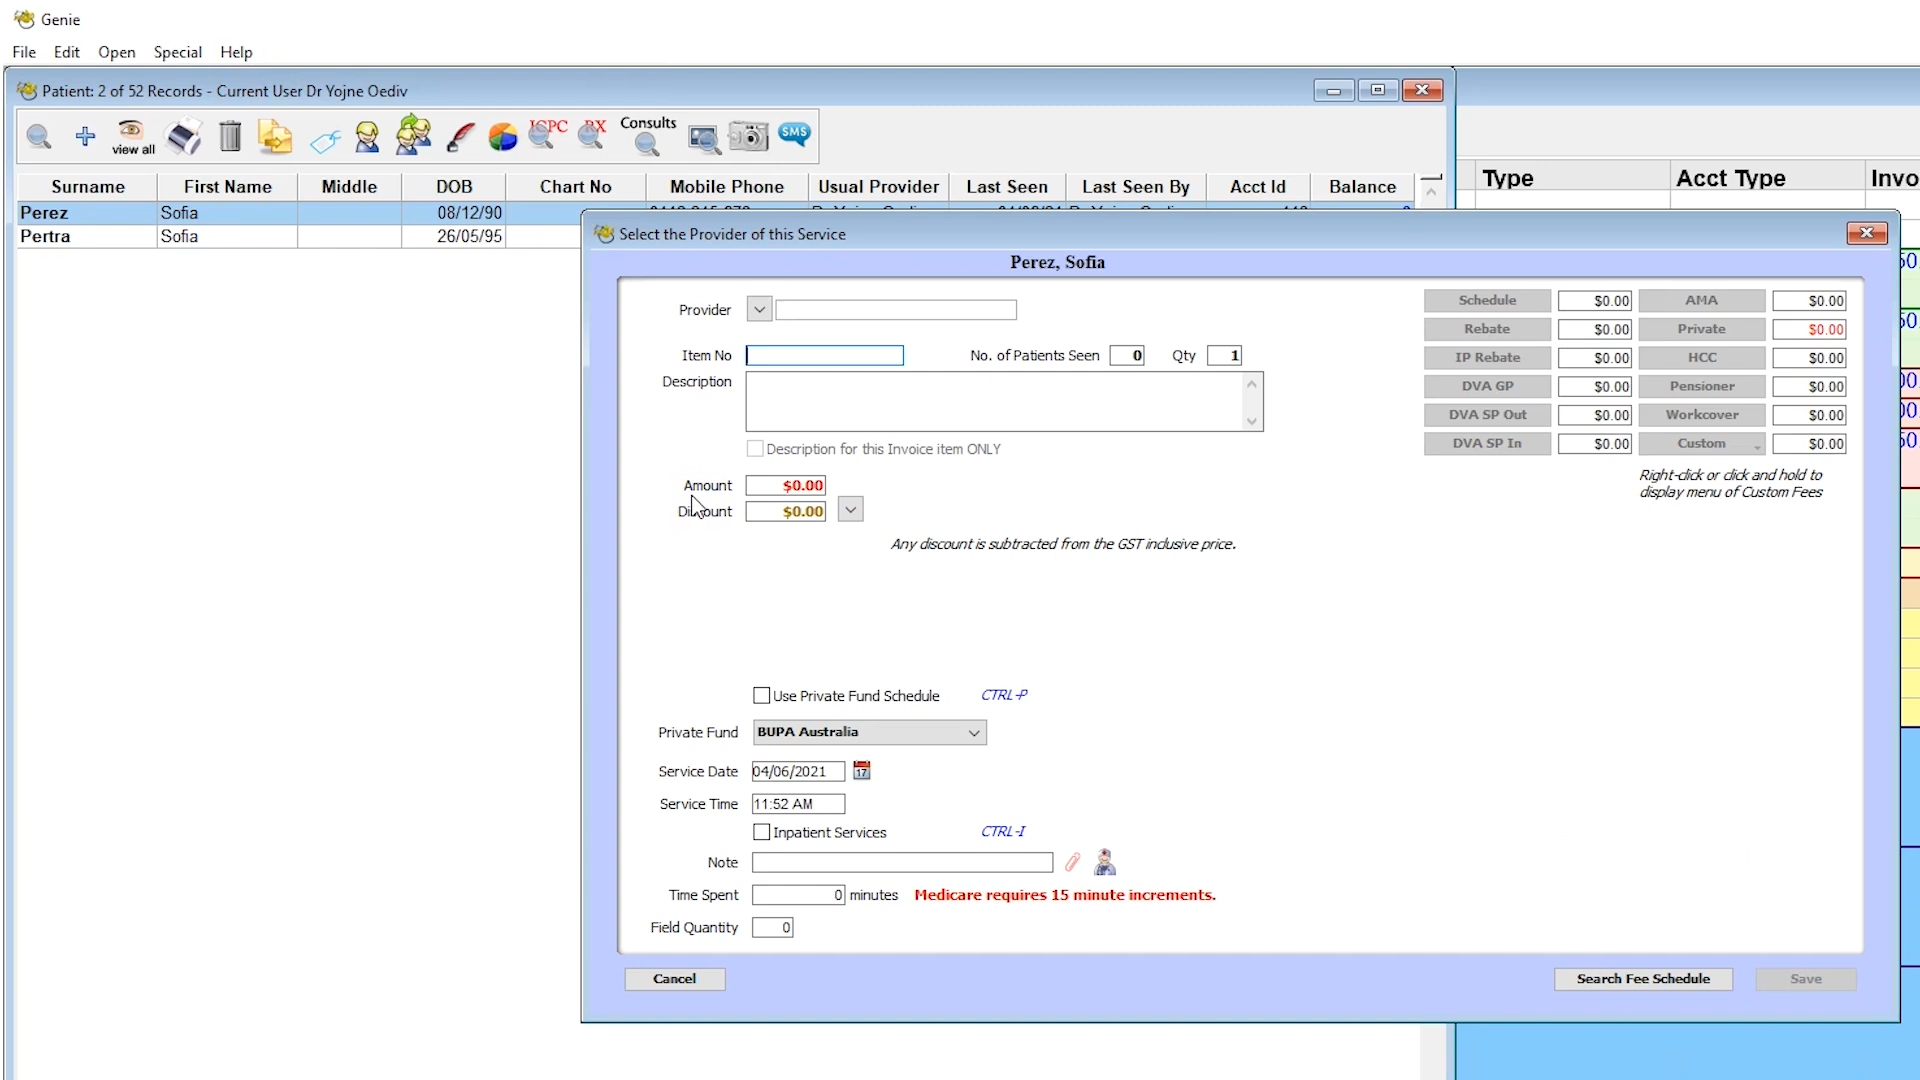 Genie
File Edit Open Special Help
Patient: 2 of 52 Records - Current User Dr Yojne Oediv
view all ICPC RX Consults SMS
Surname First Name Middle DOB Chart No Mobile Phone Usual Provider Last Seen Last Seen By Acct Id Balance
Type Acct Type Invo
Perez Sofia 08/12/90
Pertra Sofia 26/05/95
Select the Provider of this Service
Perez, Sofia
Provider
Item No No. of Patients Seen 0 Qty 1
Description
Description for this Invoice item ONLY
Amount $0.00
Discount $0.00
Any discount is subtracted from the GST inclusive price.
Schedule $0.00 AMA $0.00
Rebate $0.00 Private $0.00
IP Rebate $0.00 HCC $0.00
DVA GP $0.00 Pensioner $0.00
DVA SP Out $0.00 Workcover $0.00
DVA SP In $0.00 Custom $0.00
Right-click or click and hold to
display menu of Custom Fees
Use Private Fund Schedule CTRL-P
Private Fund BUPA Australia
Service Date 04/06/2021 17
Service Time 11:52 AM
Inpatient Services CTRL-I
Note
Time Spent 0 minutes Medicare requires 15 minute increments.
Field Quantity 0
Cancel Search Fee Schedule Save